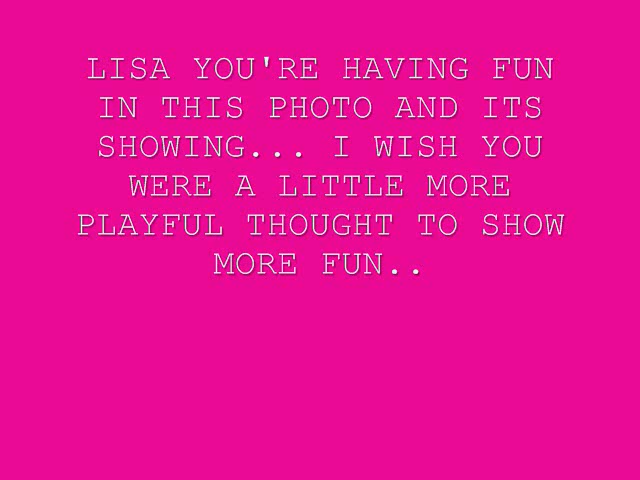 LISA YOU'RE HAVING FUN
IN THIS PHOTO AND ITS
SHOWING... I WISH YOU
WERE A LITTLE MORE
PLAYFUL THOUGHT TO SHOW
MORE FUN..